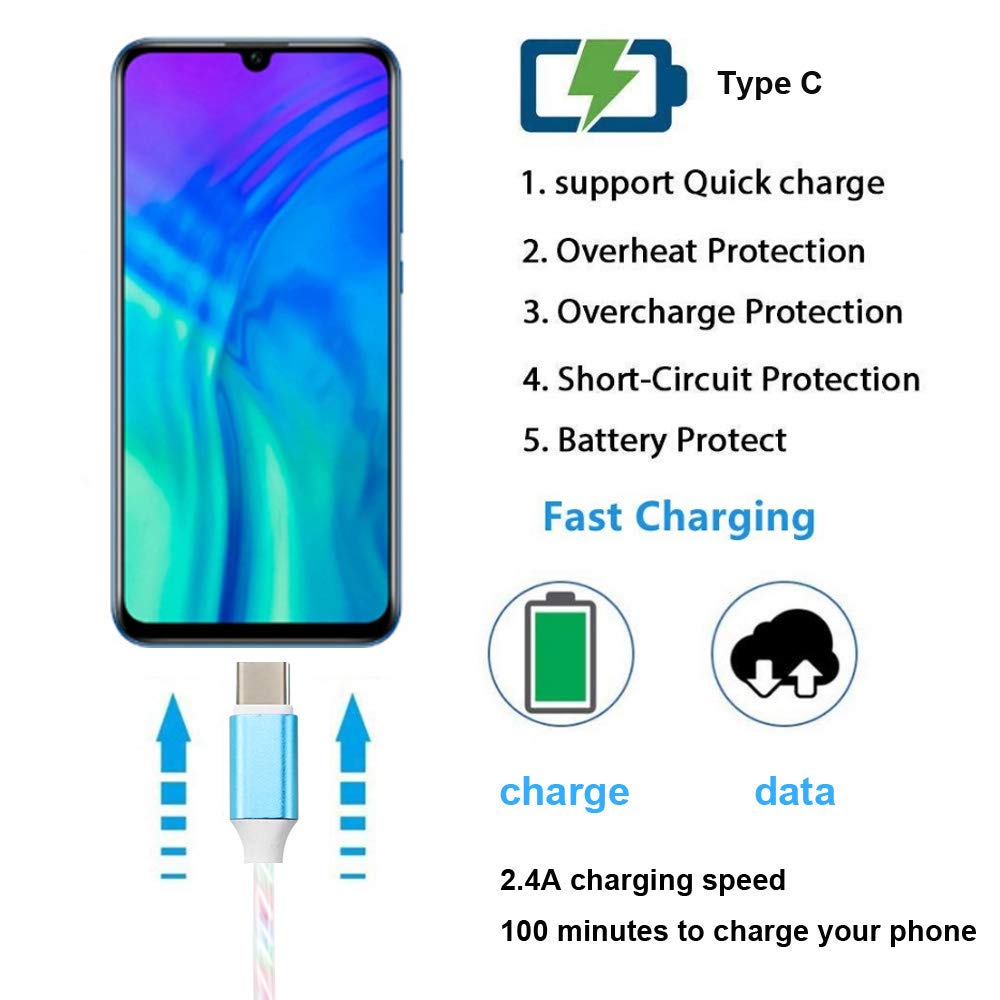 Type C
1. support Quick charge
2. Overheat Protection
3. Overcharge Protection
4. Short-Circuit Protection
5. Battery Protect
Fast Charging
charge
data
2.4A charging speed
100 minutes to charge your phone